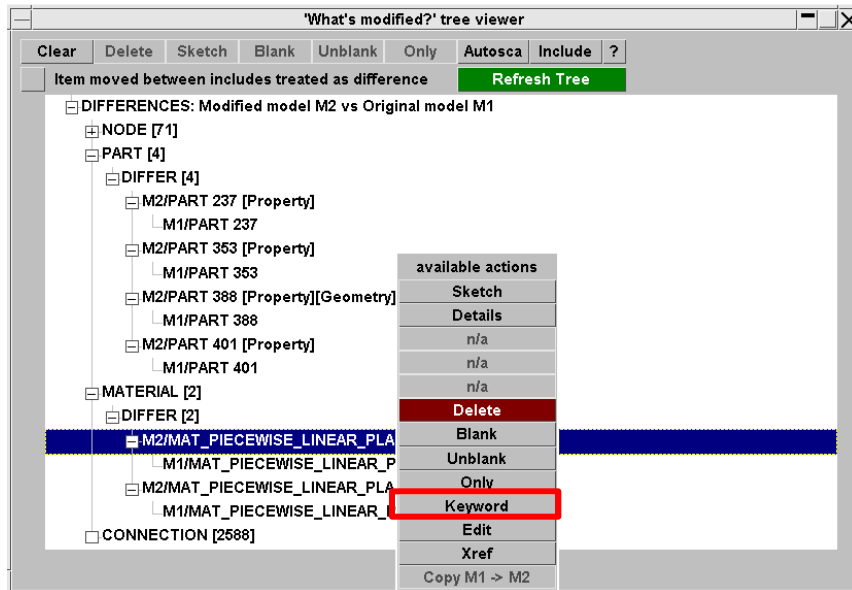 'What's modified?' tree viewer
Clear Delete Sketch Blank Unblank Only Autosca Include ?
Item moved between includes treated as difference Refresh Tree
DIFFERENCES: Modified model M2 vs Original model M1
NODE [71]
PART [4]
DIFFER [4]
M2/PART 237 [Property]
M1/PART 237
M2/PART 353 [Property]
M1/PART 353
M2/PART 388 [Property][Geometry]
M1/PART 388
M2/PART 401 [Property]
M1/PART 401
MATERIAL [2]
DIFFER [2]
M2/MAT_PIECEWISE_LINEAR_PLA
M1/MAT_PIECEWISE_LINEAR_P
M2/MAT_PIECEWISE_LINEAR_PLA
M1/MAT_PIECEWISE_LINEAR_
CONNECTION [2588]
available actions
Sketch
Details
n/a
n/a
n/a
Delete
Blank
Unblank
Only
Keyword
Edit
Xref
Copy M1 -> M2